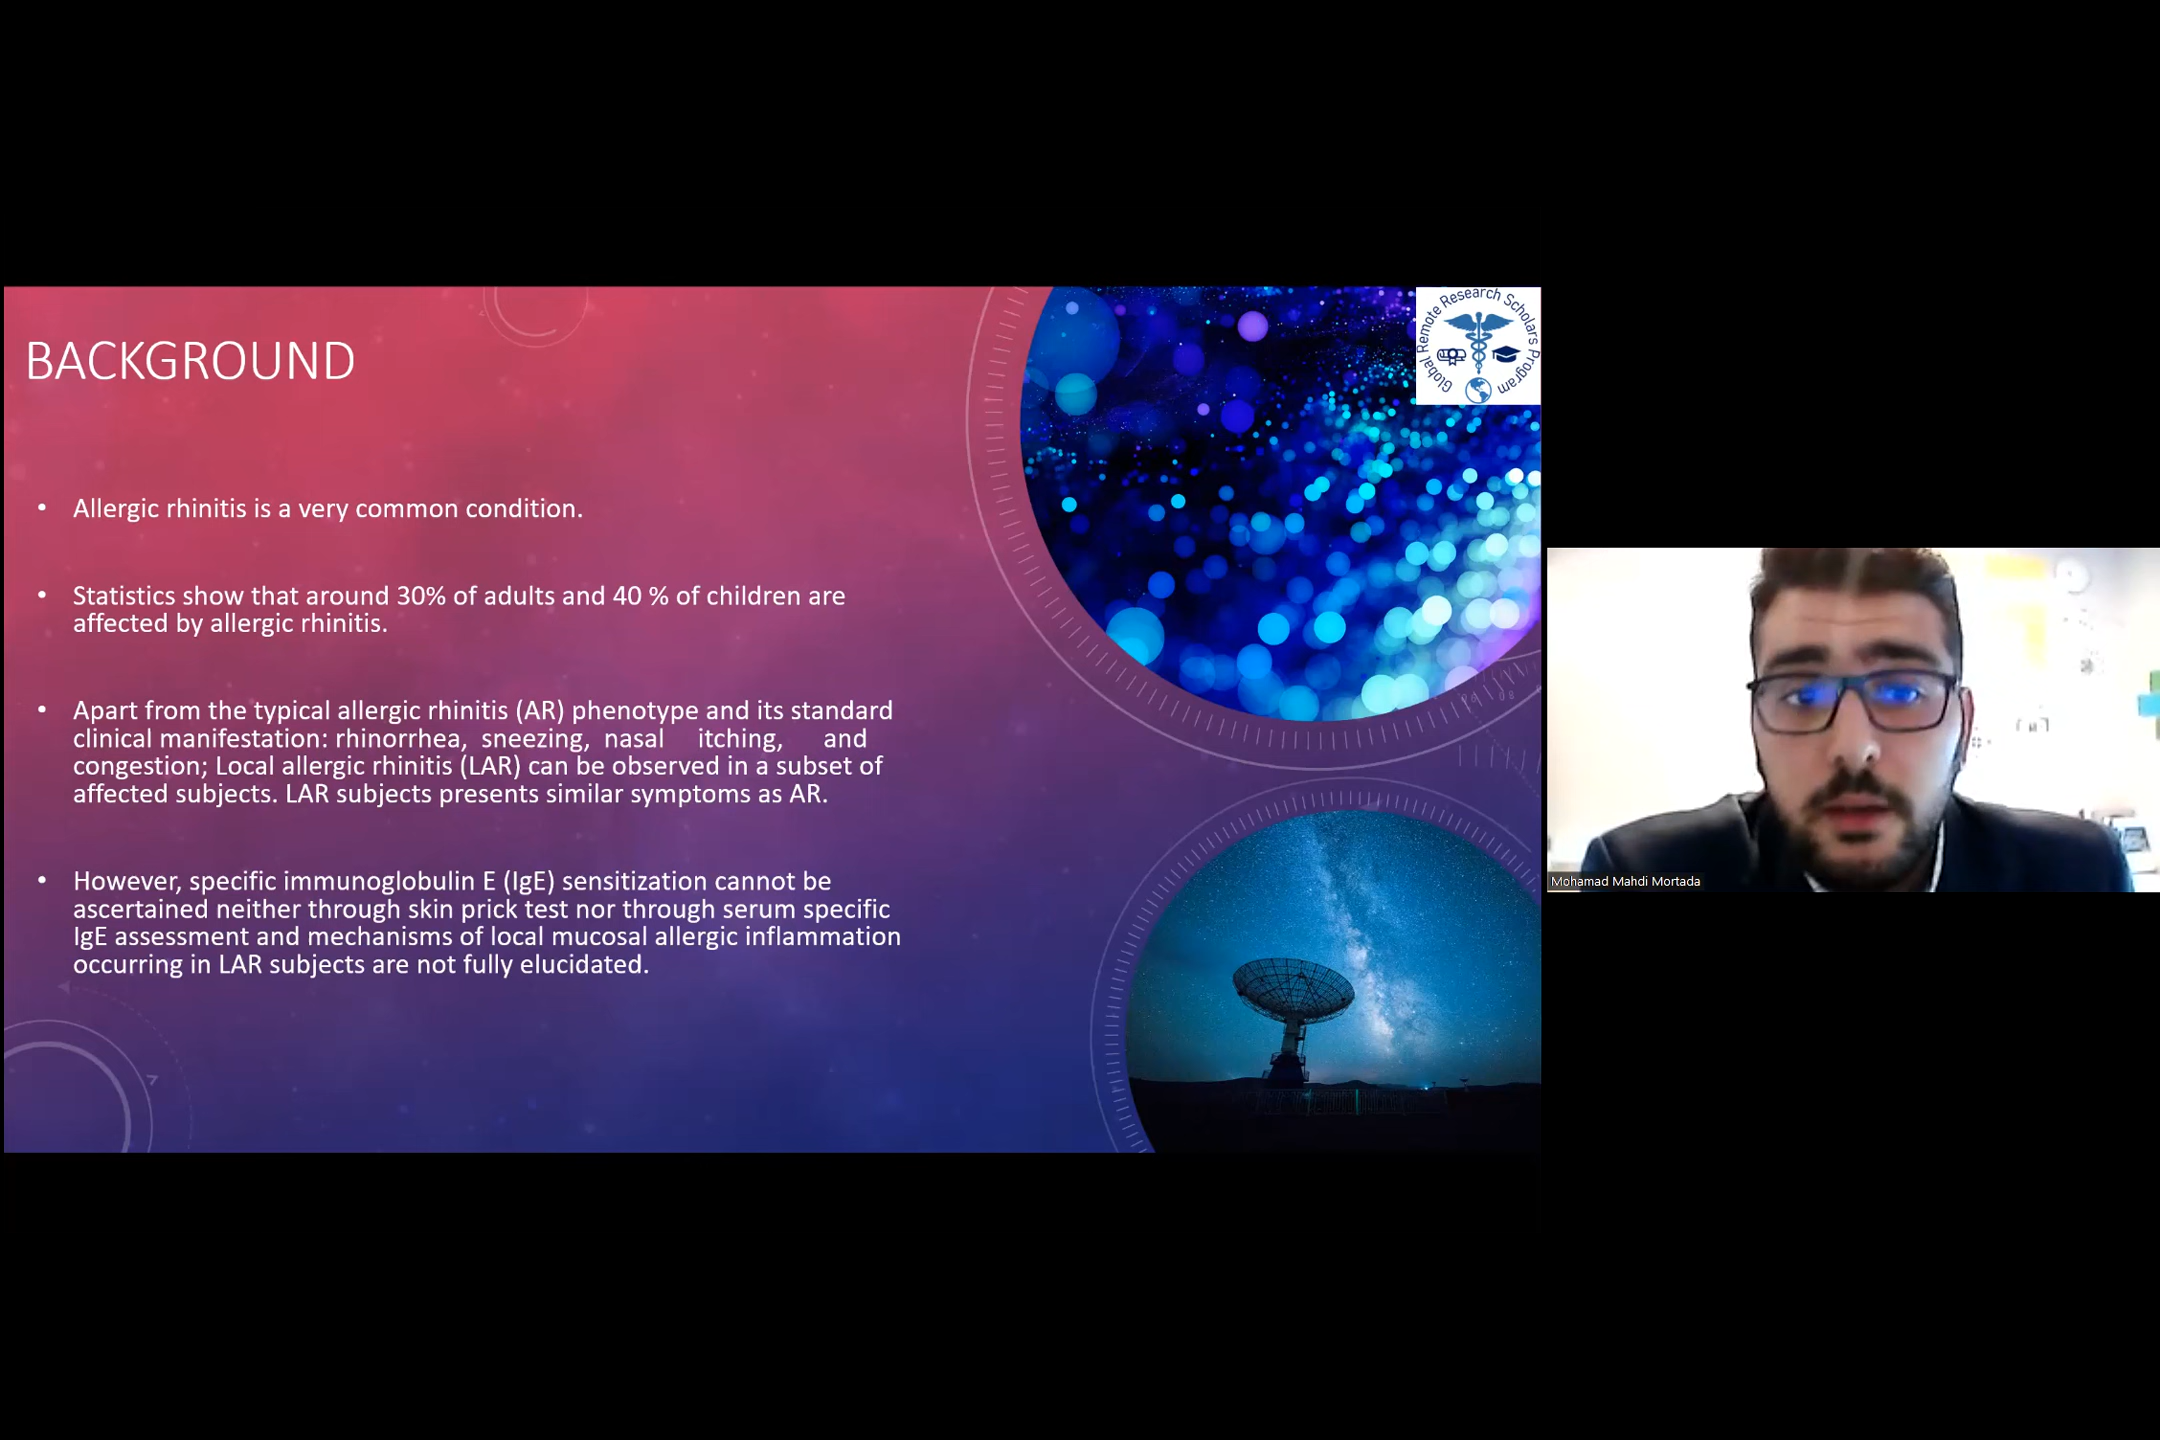 BACKGROUND
• Allergic rhinitis is a very common condition.
• Statistics show that around 30% of adults and 40 % of children are
affected by allergic rhinitis.
• Apart from the typical allergic rhinitis (AR) phenotype and its standard
clinical manifestation: rhinorrhea, sneezing, nasal itching, and
congestion; Local allergic rhinitis (LAR) can be observed in a subset of
affected subjects. LAR subjects presents similar symptoms as AR.
• However, specific immunoglobulin E (IgE) sensitization cannot be
ascertained neither through skin prick test nor through serum specific
IgE assessment and mechanisms of local mucosal allergic inflammation
occurring in LAR subjects are not fully elucidated.
Global Remote Research Scholars Program
Mohamad Mahdi Mortada